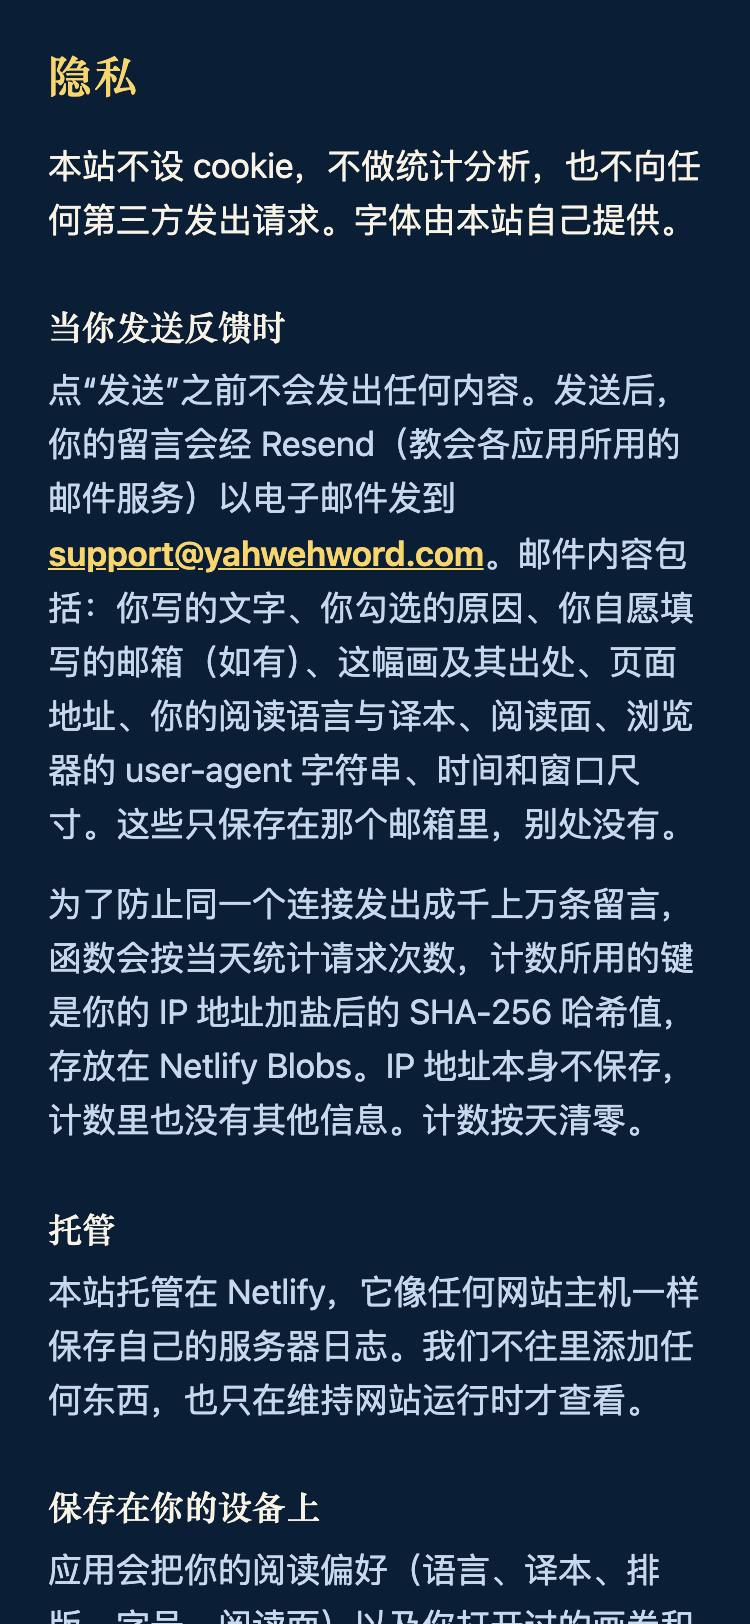 隐私
本站不设 cookie，不做统计分析，也不向任
何第三方发出请求。字体由本站自己提供。
当你发送反馈时
点“发送”之前不会发出任何内容。发送后，
你的留言会经 Resend（教会各应用所用的
邮件服务）以电子邮件发到
support@yahwehword.com。邮件内容包
括：你写的文字、你勾选的原因、你自愿填
写的邮箱（如有）、这幅画及其出处、页面
地址、你的阅读语言与译本、阅读面、浏览
器的 user-agent 字符串、时间和窗口尺
寸。这些只保存在那个邮箱里，别处没有。
为了防止同一个连接发出成千上万条留言，
函数会按当天统计请求次数，计数所用的键
是你的 IP 地址加盐后的 SHA-256 哈希值，
存放在 Netlify Blobs。IP 地址本身不保存，
计数里也没有其他信息。计数按天清零。
托管
本站托管在 Netlify，它像任何网站主机一样
保存自己的服务器日志。我们不往里添加任
何东西，也只在维持网站运行时才查看。
保存在你的设备上
应用会把你的阅读偏好（语言、译本、排
版、字号、阅读面）以及你打开过的画卷和